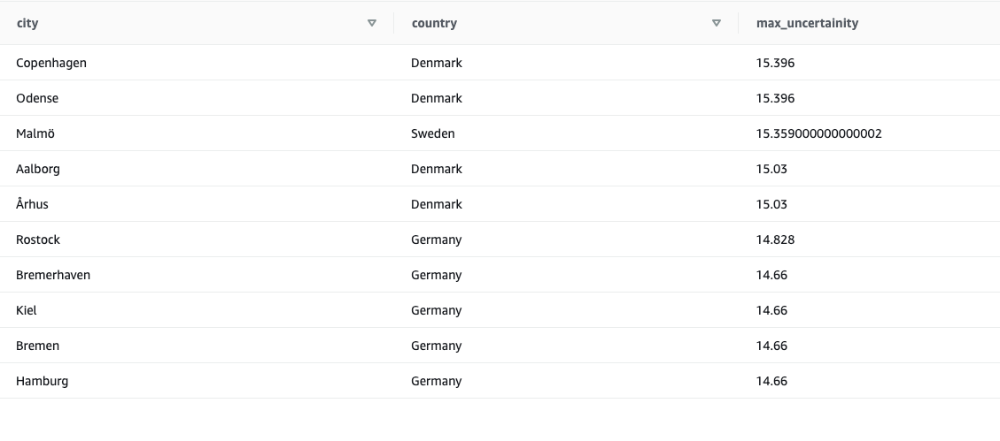 city country max_uncertainity
Copenhagen Denmark 15.396
Odense Denmark 15.396
Malmö Sweden 15.359000000000002
Aalborg Denmark 15.03
Århus Denmark 15.03
Rostock Germany 14.828
Bremerhaven Germany 14.66
Kiel Germany 14.66
Bremen Germany 14.66
Hamburg Germany 14.66